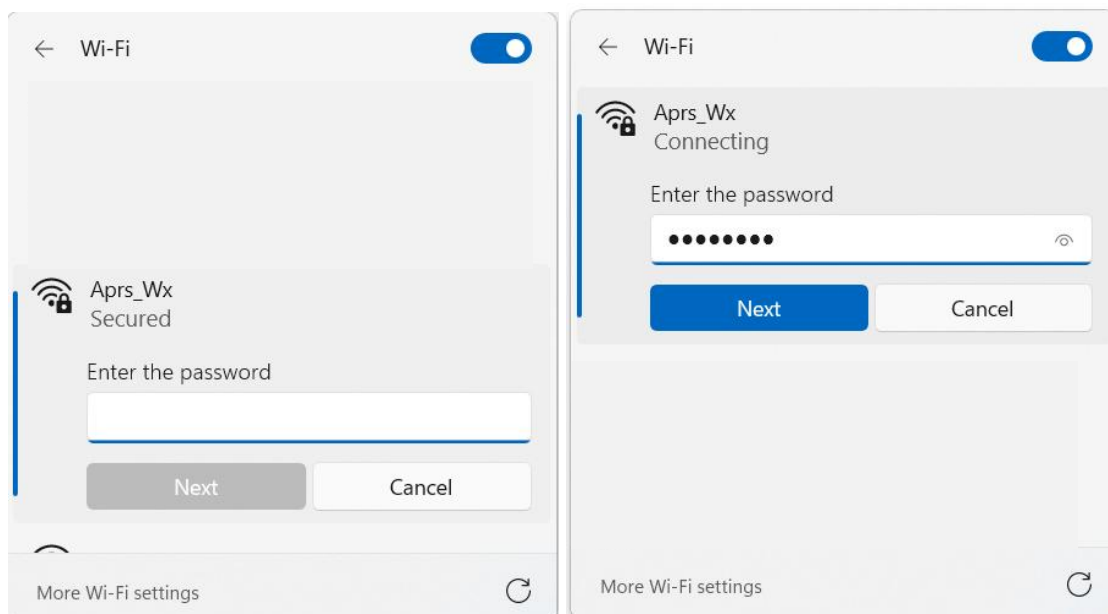 Wi-Fi
Aprs_Wx
Secured
Enter the password
Next
Cancel
More Wi-Fi settings
Wi-Fi
Aprs_Wx
Connecting
Enter the password
Next
Cancel
More Wi-Fi settings